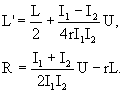 L' = L/2 + (I₁ − I₂)/(4rI₁I₂) U,
R = (I₁ + I₂)/(2I₁I₂) U − rL.